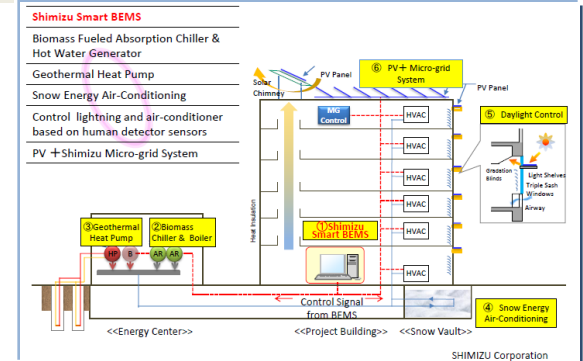 Shimizu Smart BEMS
Biomass Fueled Absorption Chiller &
Hot Water Generator
Geothermal Heat Pump
Snow Energy Air-Conditioning
Control lightning and air-conditioner
based on human detector sensors
PV ＋Shimizu Micro-grid System
Solar
Chimney
PV Panel
⑥ PV＋ Micro-grid
System
PV Panel
MG
Control
HVAC
HVAC
HVAC
HVAC
HVAC
HVAC
⑤ Daylight Control
Gradation
Blinds
Light Shelves
Triple Sash
Windows
Airway
Heat Insulation
①Shimizu
Smart BEMS
③Geothermal
Heat Pump
②Biomass
Chiller & Boiler
HP
B
AR
AR
Control Signal
from BEMS
④ Snow Energy
Air-Conditioning
<<Energy Center>>
<<Project Building>>
<<Snow Vault>>
SHIMIZU Corporation